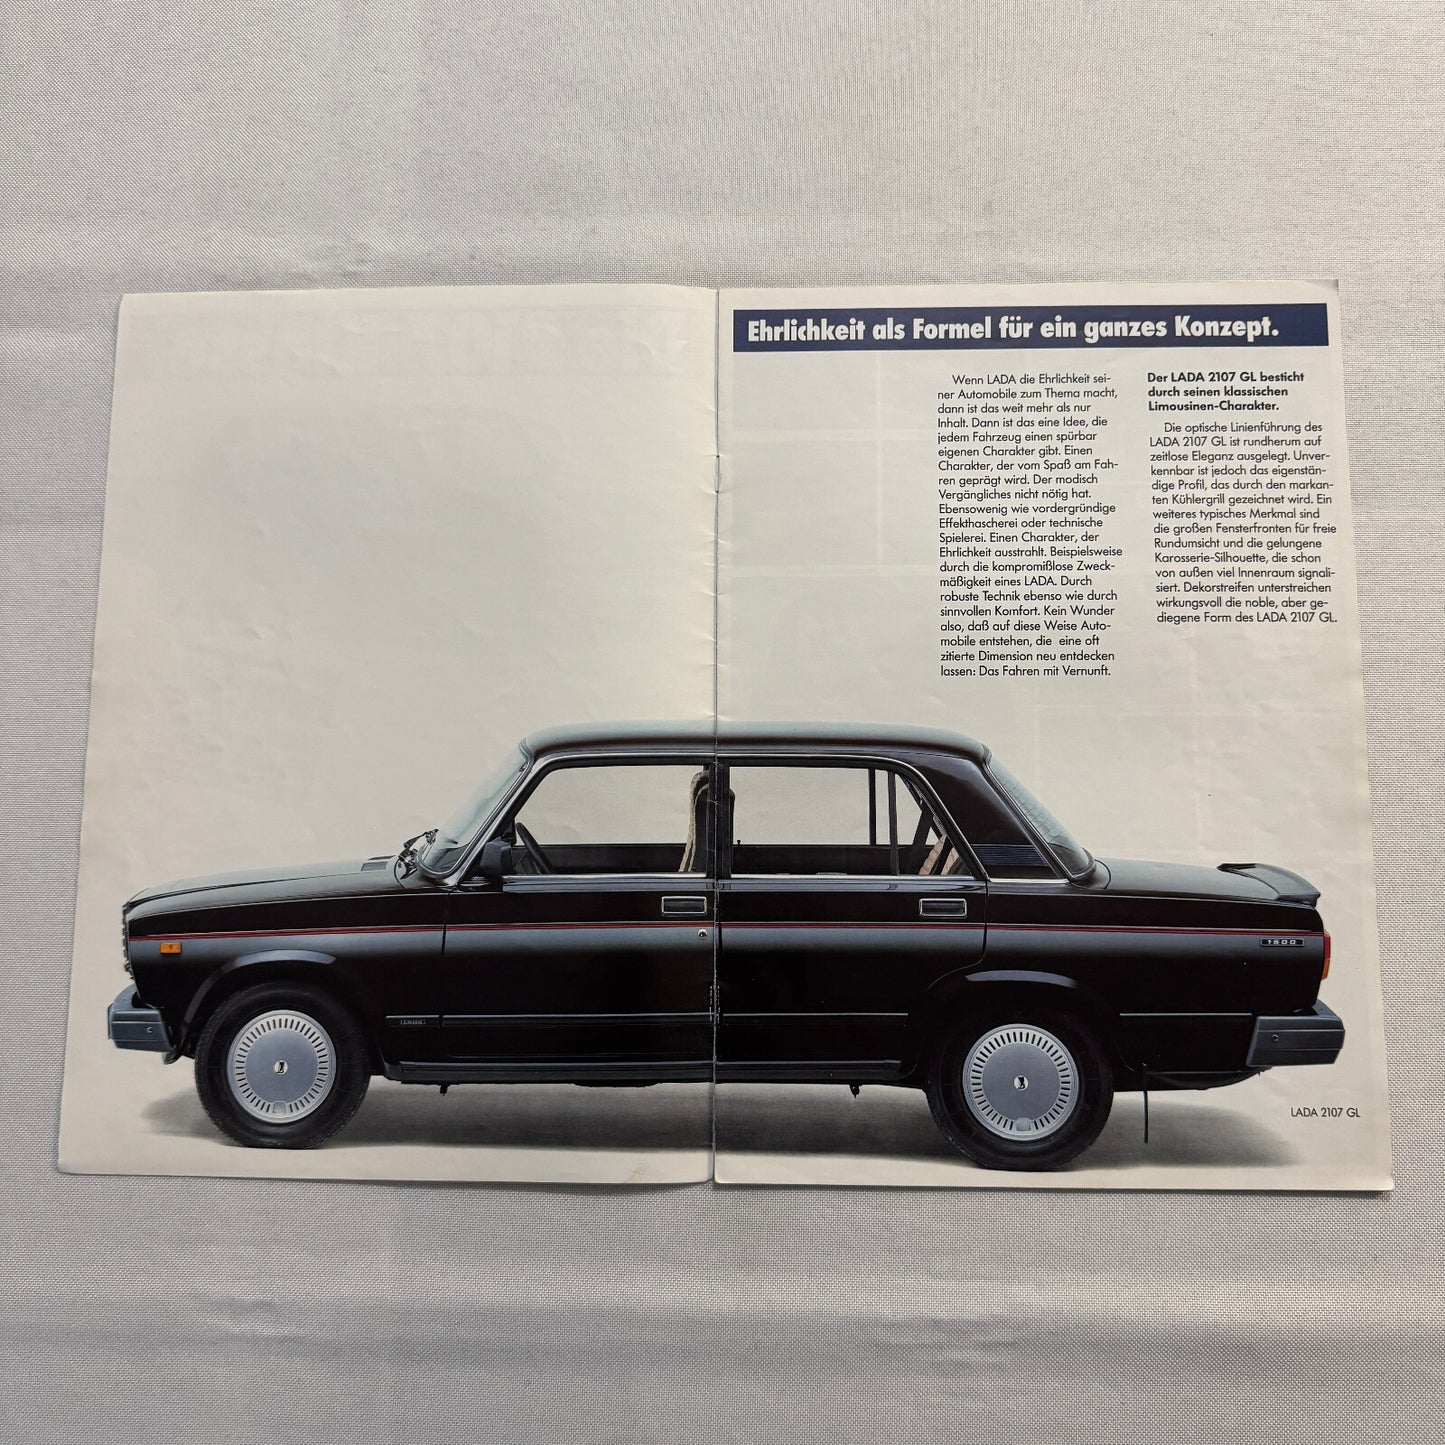 Ehrlichkeit als Formel für ein ganzes Konzept.
Wenn LADA die Ehrlichkeit sei-
ner Automobile zum Thema macht,
dann ist das weit mehr als nur
Inhalt. Dann ist das eine Idee, die
jedem Fahrzeug einen spürbar
eigenen Charakter gibt. Einen
Charakter, der vom Spaß am Fah-
ren geprägt wird. Der modisch
Vergängliches nicht nötig hat.
Ebensowenig wie vordergründige
Effekthascherei oder technische
Spielerei. Einen Charakter, der
Ehrlichkeit ausstrahlt. Beispielsweise
durch die kompromißlose Zweck-
mäßigkeit eines LADA. Durch
robuste Technik ebenso wie durch
sinnvollen Komfort. Kein Wunder
also, daß auf diese Weise Auto-
mobile entstehen, die eine oft
zitierte Dimension neu entdecken
lassen: Das Fahren mit Vernunft.
Der LADA 2107 GL besticht
durch seinen klassischen
Limousinen-Charakter.
Die optische Linienführung des
LADA 2107 GL ist rundherum auf
zeitlose Eleganz ausgelegt. Unver-
kennbar ist jedoch das eigenstän-
dige Profil, das durch den markan-
ten Kühlergrill gezeichnet wird. Ein
weiteres typisches Merkmal sind
die großen Fensterfronten für freie
Rundumsicht und die gelungene
Karosserie-Silhouette, die schon
von außen viel Innenraum signali-
siert. Dekorstreifen unterstreichen
wirkungsvoll die noble, aber ge-
diegene Form des LADA 2107 GL.
1500
LADA
LADA 2107 GL